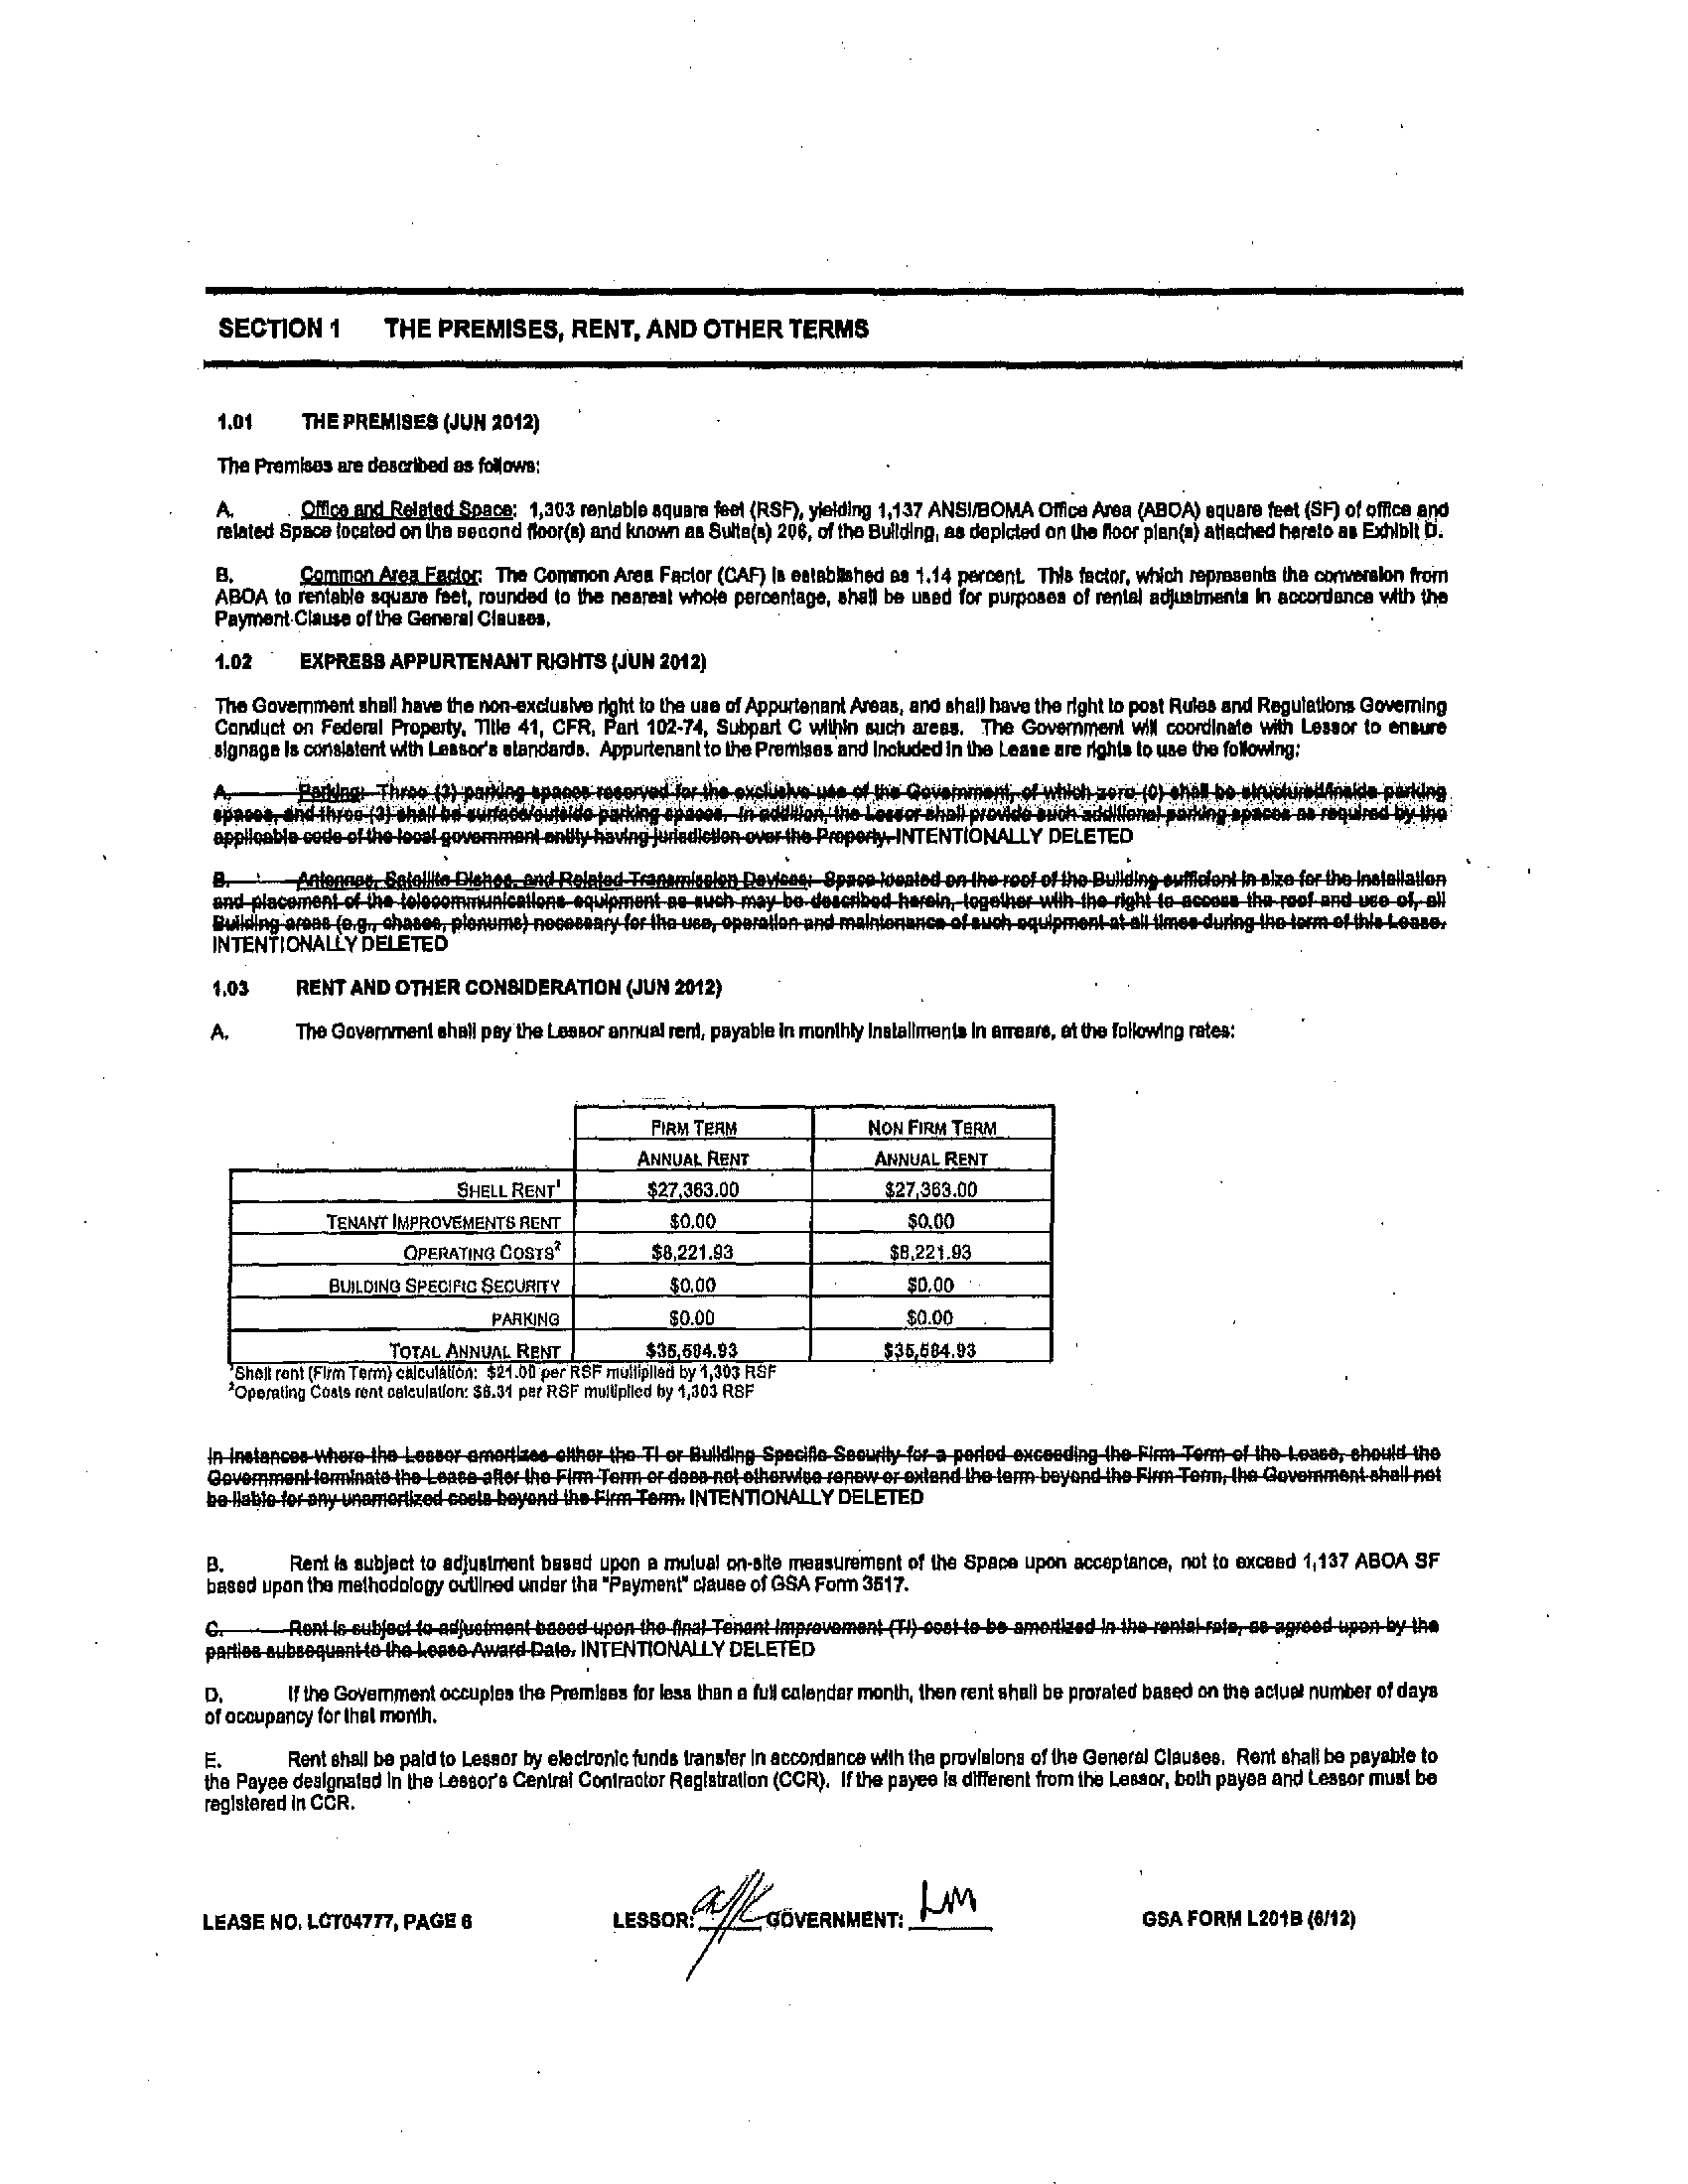 SECTION 1 THE PREMISES, RENT, AND OTHER TERMS
1.01 THE PREMISES (JUN 2012)
The Premises are described as follows:
A. Office and Related Space: 1,303 rentable square feet (RSF), yielding 1,137 ANSI/BOMA Office Area (ABOA) square feet (SF) of office and
related Space located on the second floor(s) and known as Suite(s) 206, of the Building, as depicted on the floor plan(s) attached hereto as Exhibit D.
B. Common Area Factor: The Common Area Factor (CAF) is established as 1.14 percent. This factor, which represents the conversion from
ABOA to rentable square feet, rounded to the nearest whole percentage, shall be used for purposes of rental adjustments in accordance with the
Payment Clause of the General Clauses.
1.02 EXPRESS APPURTENANT RIGHTS (JUN 2012)
The Government shall have the non-exclusive right to the use of Appurtenant Areas, and shall have the right to post Rules and Regulations Governing
Conduct on Federal Property, Title 41, CFR, Part 102-74, Subpart C within such areas. The Government will coordinate with Lessor to ensure
signage is consistent with Lessor's standards. Appurtenant to the Premises and included in the Lease are rights to use the following:
A. Parking: Three (3) parking spaces reserved for the exclusive use of the Government, of which zero (0) shall be structured/inside parking
spaces, and three (3) shall be surface/outside parking spaces. In addition, the Lessor shall provide such additional parking spaces as required by the
applicable code of the local government entity having jurisdiction over the Property. INTENTIONALLY DELETED
B. Antennas, Satellite Dishes, and Related Transmission Devices: Space located on the roof of the Building sufficient in size for the installation
and placement of the telecommunications equipment as such may be described herein, together with the right to access the roof and use of, all
Building areas (e.g., chases, plenums) necessary for the use, operation and maintenance of such equipment at all times during the term of this Lease.
INTENTIONALLY DELETED
1.03 RENT AND OTHER CONSIDERATION (JUN 2012)
A. The Government shall pay the Lessor annual rent, payable in monthly installments in arrears, at the following rates:
FIRM TERM NON FIRM TERM
ANNUAL RENT ANNUAL RENT
SHELL RENT1 $27,363.00 $27,363.00
TENANT IMPROVEMENTS RENT $0.00 $0.00
OPERATING COSTS2 $8,221.93 $8,221.93
BUILDING SPECIFIC SECURITY $0.00 $0.00
PARKING $0.00 $0.00
TOTAL ANNUAL RENT $35,584.93 $35,584.93
1Shell rent (Firm Term) calculation: $21.00 per RSF multiplied by 1,303 RSF
2Operating Costs rent calculation: $6.31 per RSF multiplied by 1,303 RSF
In instances where the Lessor amortizes either the TI or Building Specific Security for a period exceeding the Firm Term of the Lease, should the
Government terminate the Lease after the Firm Term or does not otherwise renew or extend the term beyond the Firm Term, the Government shall not
be liable for any unamortized costs beyond the Firm Term. INTENTIONALLY DELETED
B. Rent is subject to adjustment based upon a mutual on-site measurement of the Space upon acceptance, not to exceed 1,137 ABOA SF
based upon the methodology outlined under the "Payment" clause of GSA Form 3517.
C. Rent is subject to adjustment based upon the final Tenant Improvement (TI) cost to be amortized in the rental rate, as agreed upon by the
parties subsequent to the Lease Award Date. INTENTIONALLY DELETED
D. If the Government occupies the Premises for less than a full calendar month, then rent shall be prorated based on the actual number of days
of occupancy for that month.
E. Rent shall be paid to Lessor by electronic funds transfer in accordance with the provisions of the General Clauses. Rent shall be payable to
the Payee designated in the Lessor's Central Contractor Registration (CCR). If the payee is different from the Lessor, both payee and Lessor must be
registered in CCR.
LEASE NO. LCT04777, PAGE 6 LESSOR: GOVERNMENT: LM GSA FORM L201B (6/12)